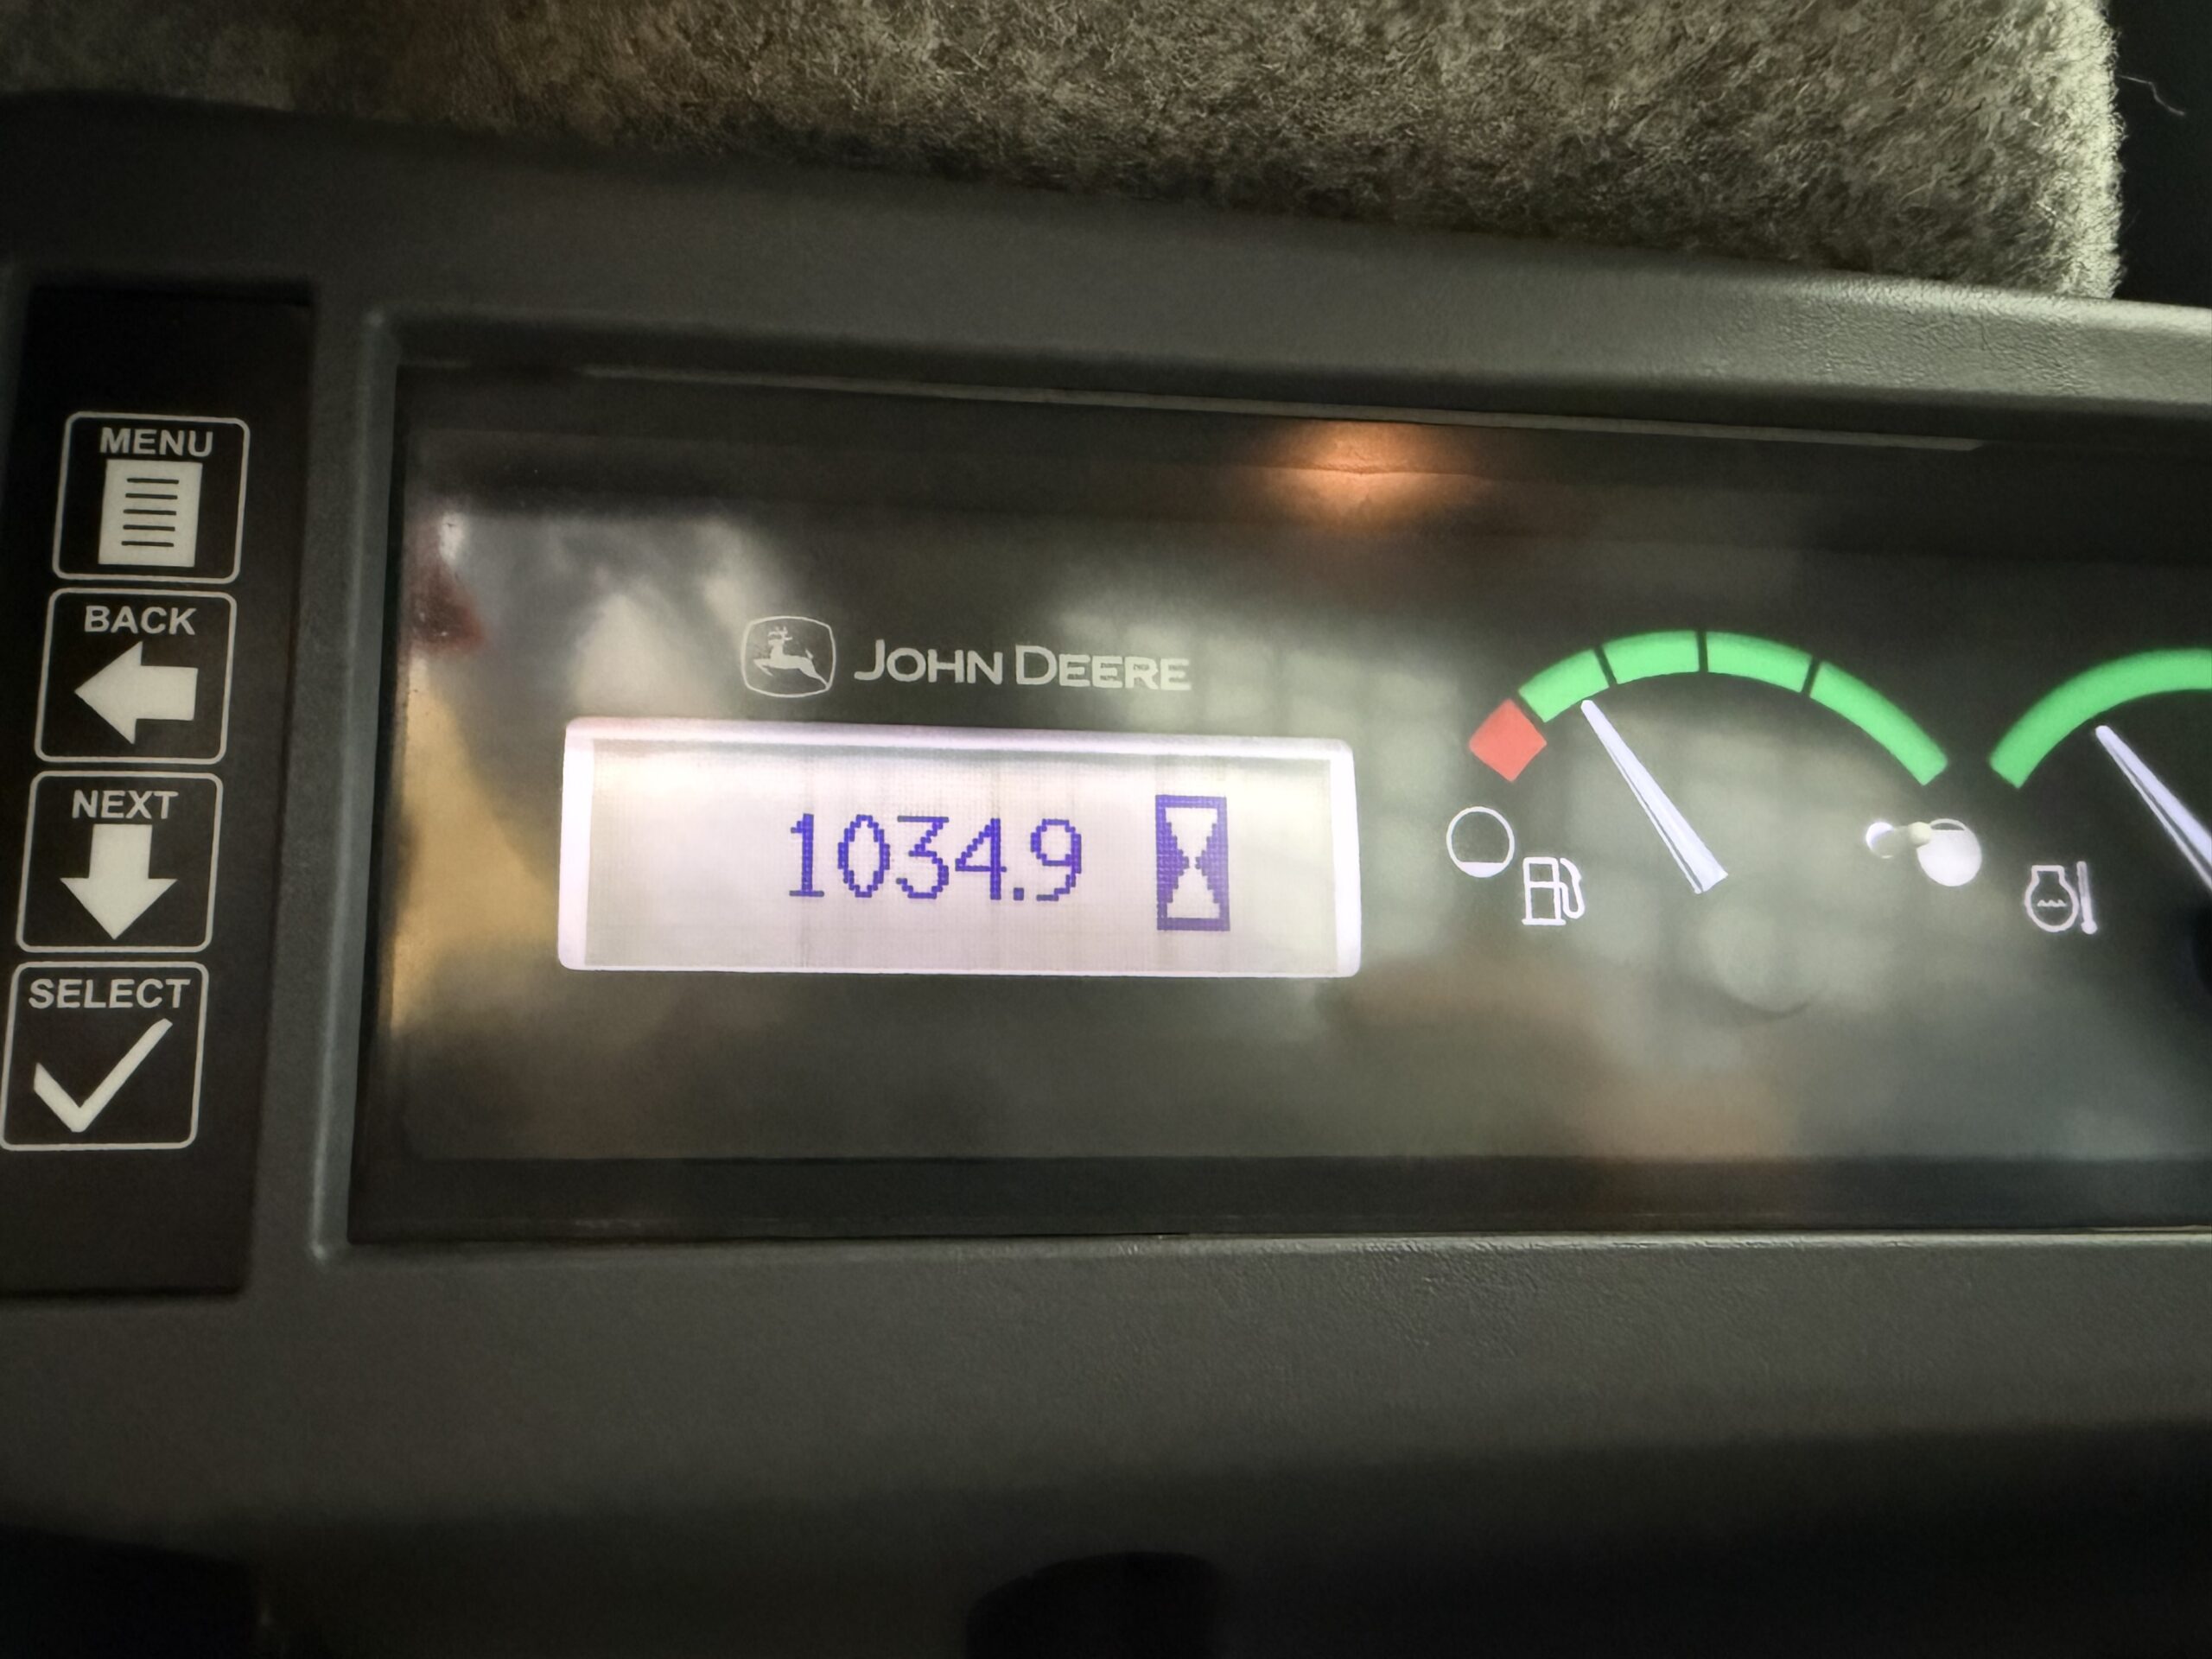 MENU
BACK
NEXT
SELECT
JOHN DEERE
1034.9